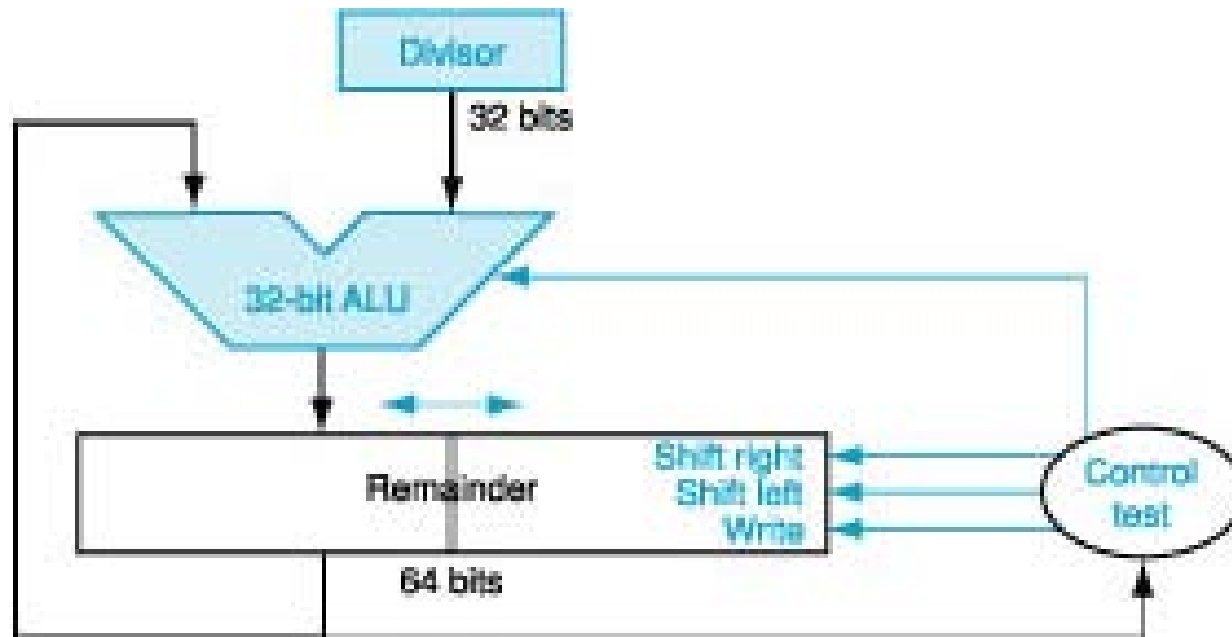 Divisor
32 bits
32-bit ALU
Remainder
Shift right
Shift left
Write
Control
test
64 bits